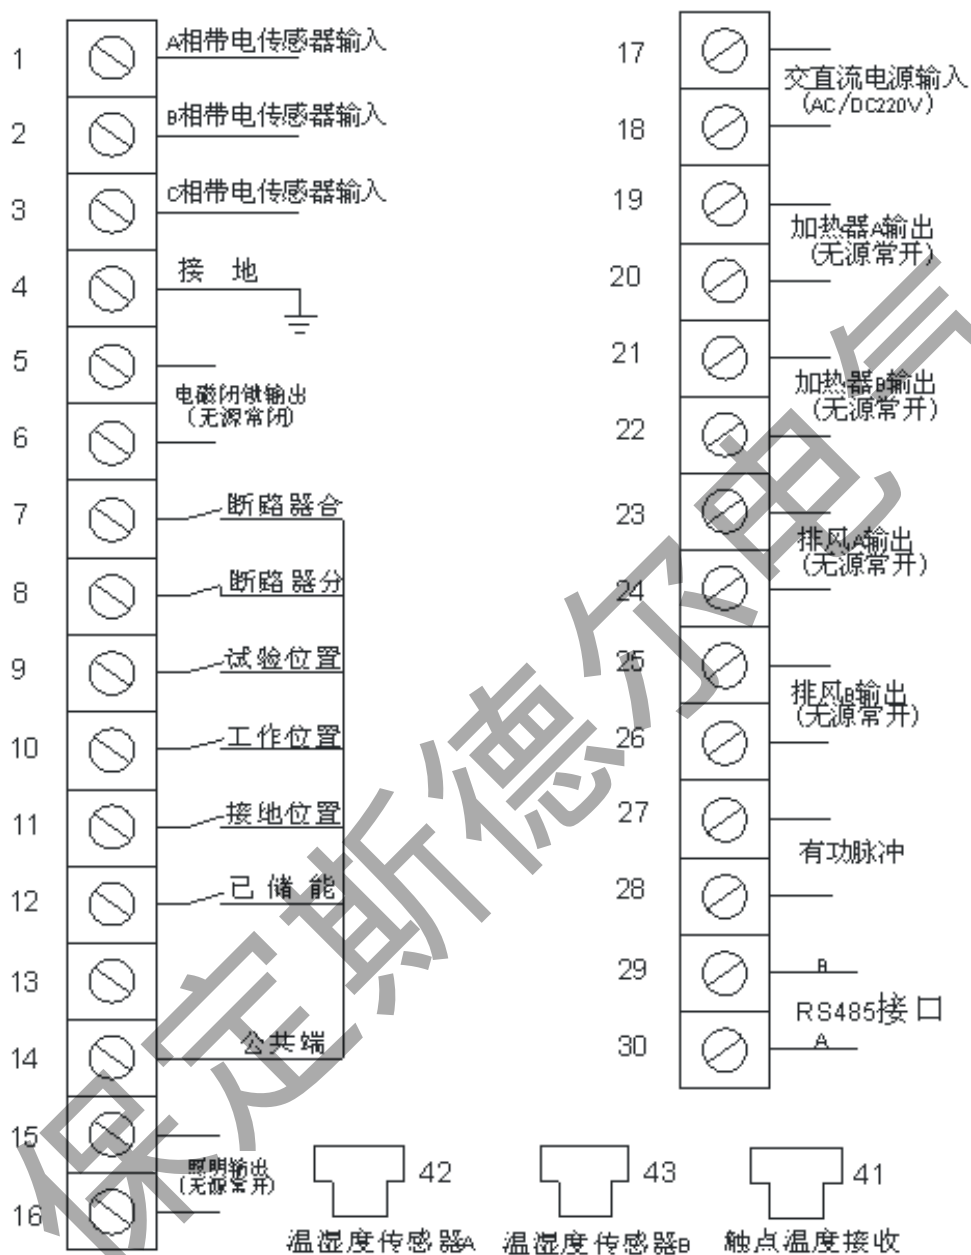 1
A相带电传感器输入
2
B相带电传感器输入
3
C相带电传感器输入
4
接 地
5
电磁闭锁输出
(无源常闭)
6
7
断路器合
8
断路器分
9
试验位置
10
工作位置
11
接地位置
12
已 储 能
13
14
公共端
15
照明输出
(无源常开)
16
17
交直流电源输入
(AC/DC220V)
18
19
加热器A输出
(无源常开)
20
21
加热器B输出
(无源常开)
22
23
排风A输出
(无源常开)
24
25
排风B输出
(无源常开)
26
27
有功脉冲
28
29
B
RS485接口
30
A
42
温湿度传感器A
43
温湿度传感器B
41
触点温度接收
保定斯德尔电气